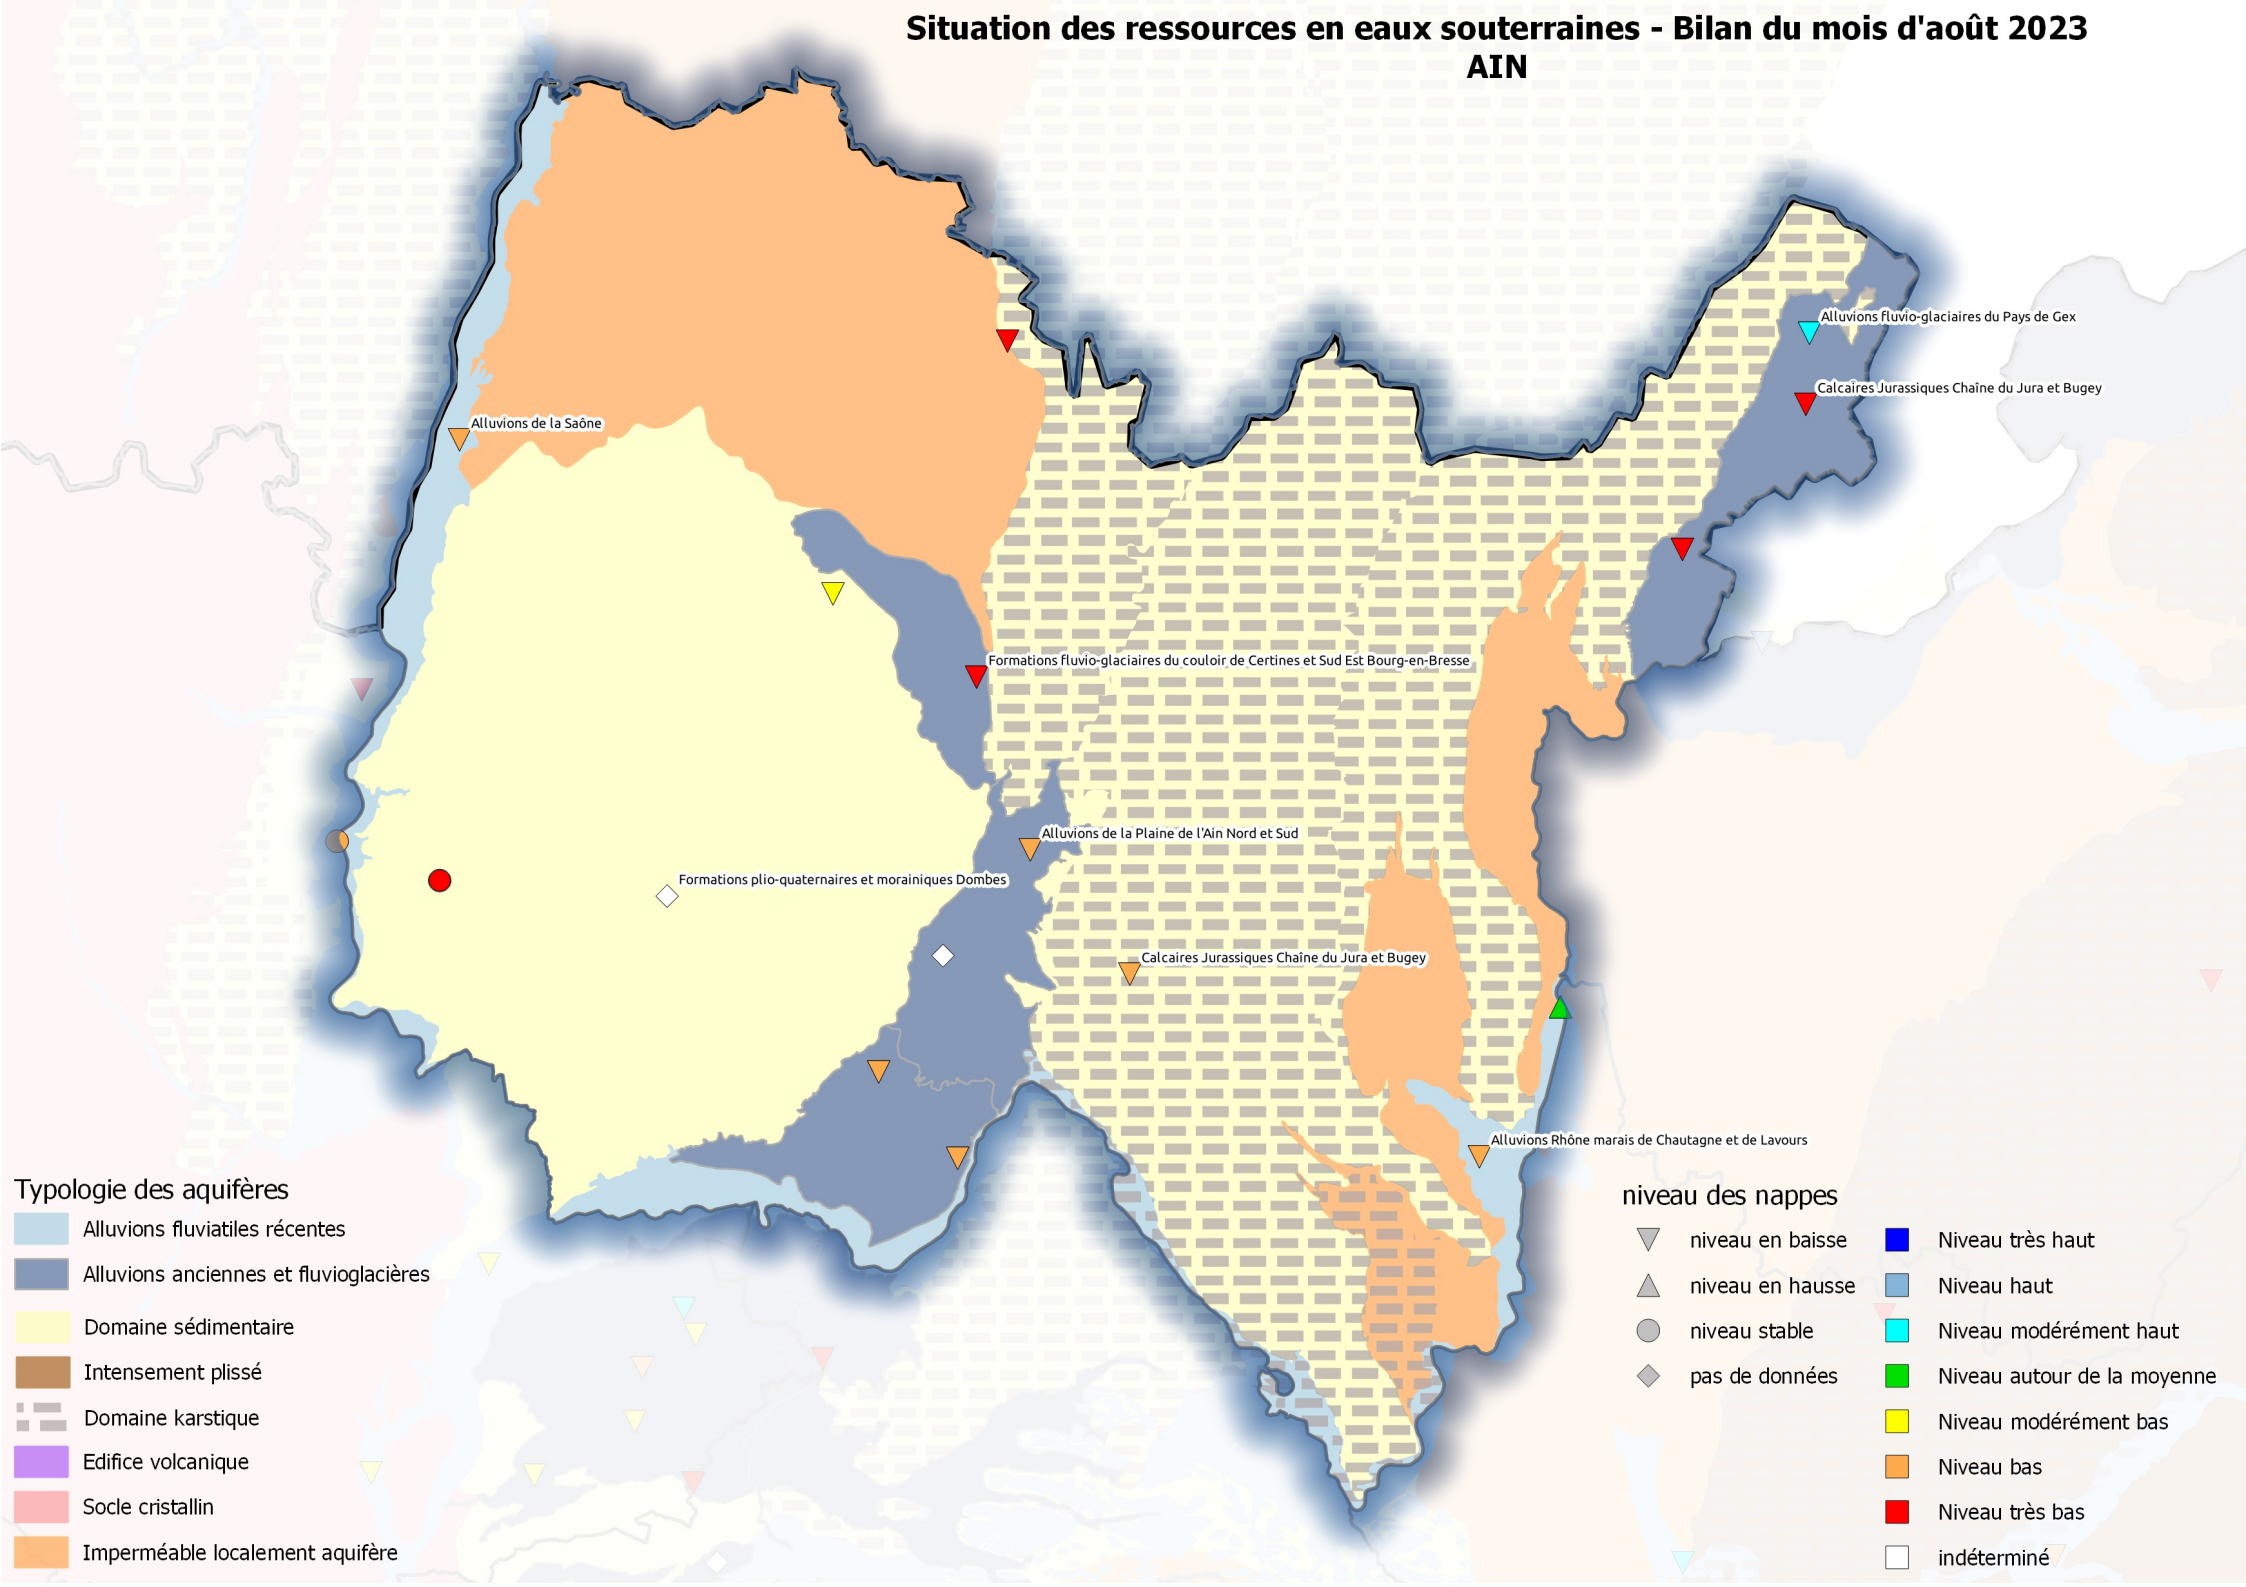 Situation des ressources en eaux souterraines - Bilan du mois d'août 2023
AIN
Alluvions fluvio-glaciaires du Pays de Gex
Calcaires Jurassiques Chaîne du Jura et Bugey
Alluvions de la Saône
Formations fluvio-glaciaires du couloir de Certines et Sud Est Bourg-en-Bresse
Alluvions de la Plaine de l'Ain Nord et Sud
Formations plio-quaternaires et morainiques Dombes
Calcaires Jurassiques Chaîne du Jura et Bugey
Alluvions Rhône marais de Chautagne et de Lavours
Typologie des aquifères
Alluvions fluviatiles récentes
Alluvions anciennes et fluvioglacières
Domaine sédimentaire
Intensement plissé
Domaine karstique
Edifice volcanique
Socle cristallin
Imperméable localement aquifère
niveau des nappes
niveau en baisse
niveau en hausse
niveau stable
pas de données
Niveau très haut
Niveau haut
Niveau modérément haut
Niveau autour de la moyenne
Niveau modérément bas
Niveau bas
Niveau très bas
indéterminé